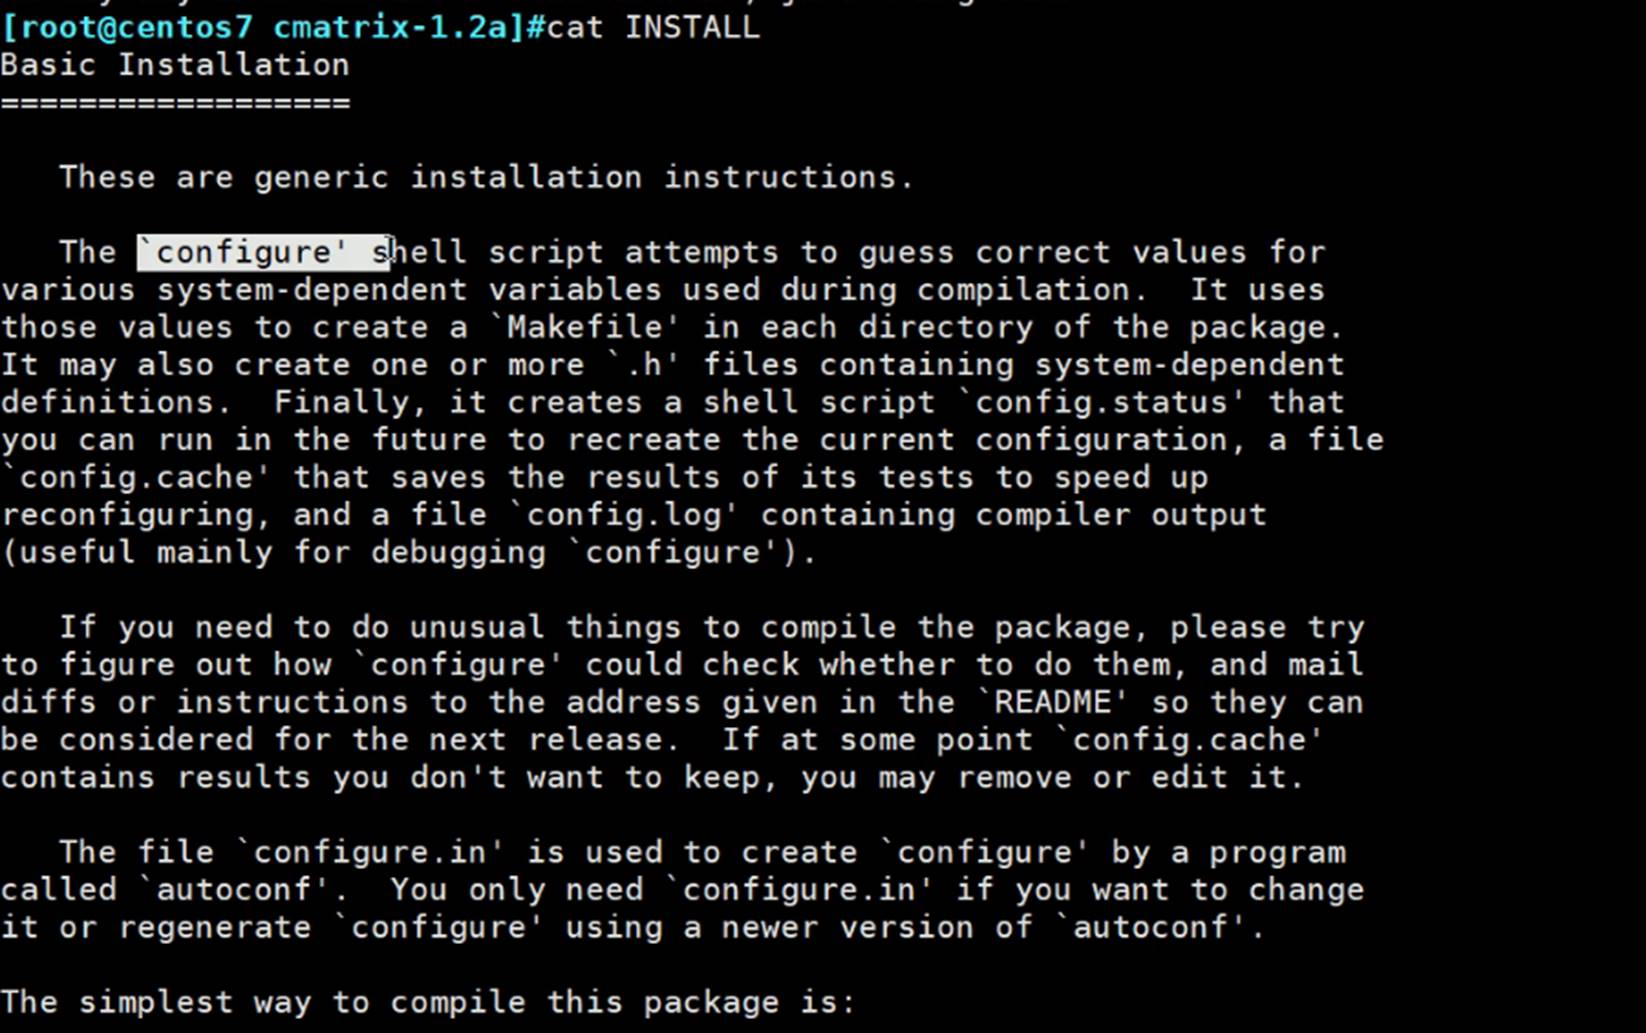 [root@centos7 cmatrix-1.2a]#cat INSTALL
Basic Installation
==================
   These are generic installation instructions.
   The `configure' shell script attempts to guess correct values for
various system-dependent variables used during compilation.  It uses
those values to create a `Makefile' in each directory of the package.
It may also create one or more `.h' files containing system-dependent
definitions.  Finally, it creates a shell script `config.status' that
you can run in the future to recreate the current configuration, a file
`config.cache' that saves the results of its tests to speed up
reconfiguring, and a file `config.log' containing compiler output
(useful mainly for debugging `configure').
   If you need to do unusual things to compile the package, please try
to figure out how `configure' could check whether to do them, and mail
diffs or instructions to the address given in the `README' so they can
be considered for the next release.  If at some point `config.cache'
contains results you don't want to keep, you may remove or edit it.
   The file `configure.in' is used to create `configure' by a program
called `autoconf'.  You only need `configure.in' if you want to change
it or regenerate `configure' using a newer version of `autoconf'.
The simplest way to compile this package is: